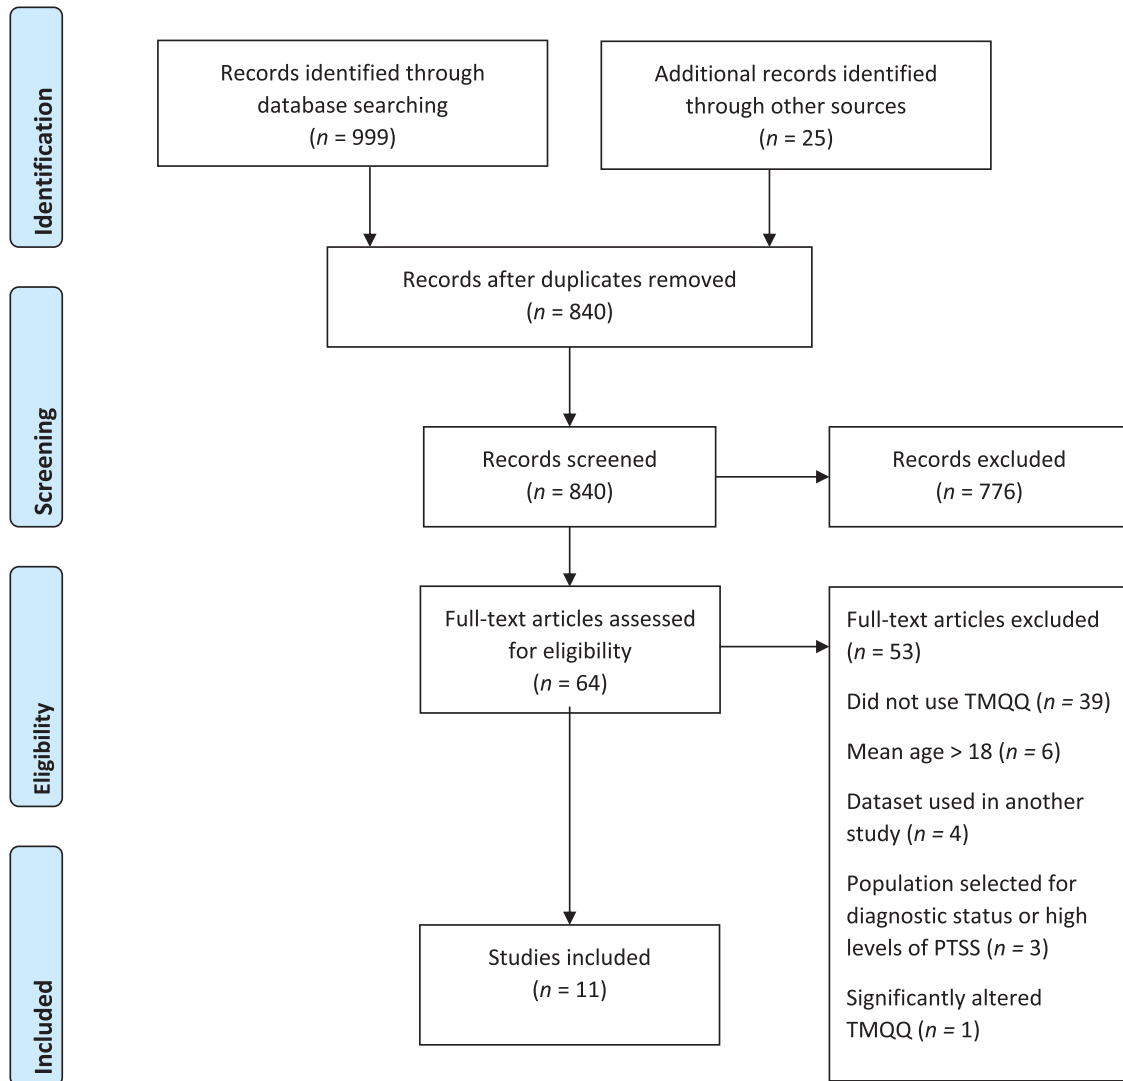 Identification
Records identified through
database searching
(n = 999)
Additional records identified
through other sources
(n = 25)
Records after duplicates removed
(n = 840)
Screening
Records screened
(n = 840)
Records excluded
(n = 776)
Eligibility
Full-text articles assessed
for eligibility
(n = 64)
Full-text articles excluded
(n = 53)
Did not use TMQQ (n = 39)
Mean age > 18 (n = 6)
Dataset used in another
study (n = 4)
Population selected for
diagnostic status or high
levels of PTSS (n = 3)
Significantly altered
TMQQ (n = 1)
Included
Studies included
(n = 11)